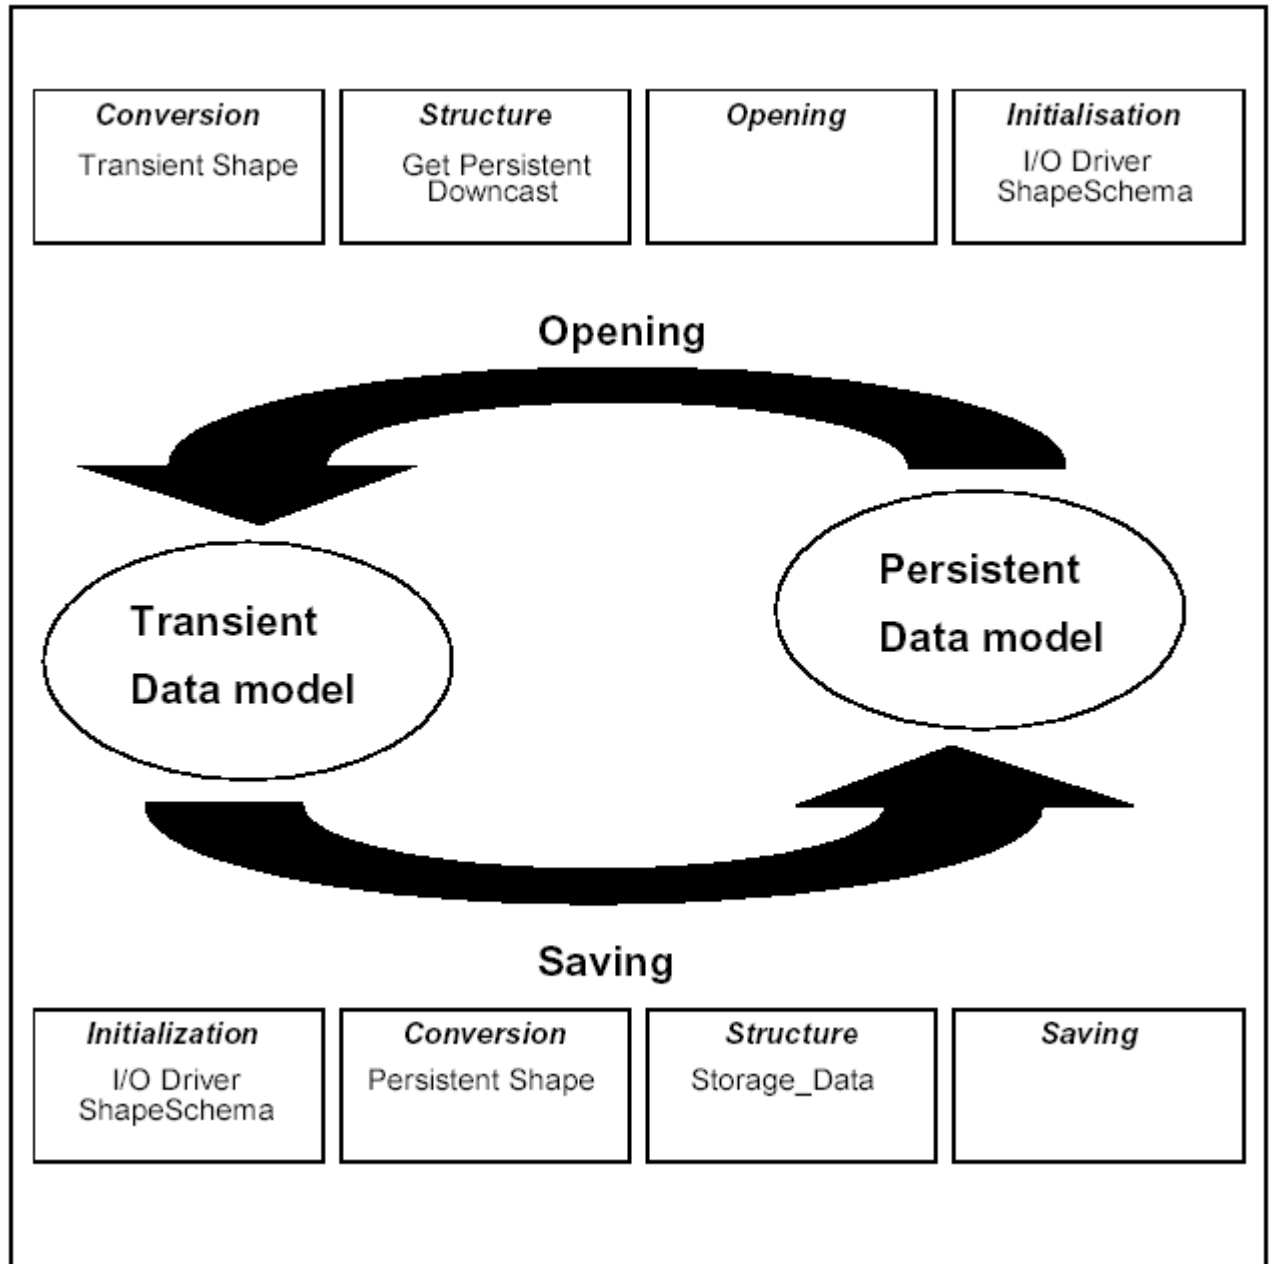 Conversion
Transient Shape
Structure
Get Persistent
Downcast
Opening
Initialisation
I/O Driver
ShapeSchema
Opening
Transient
Data model
Persistent
Data model
Saving
Initialization
I/O Driver
ShapeSchema
Conversion
Persistent Shape
Structure
Storage_Data
Saving